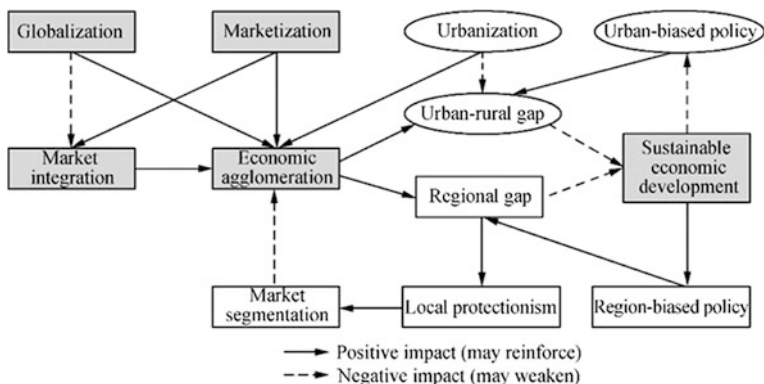 Globalization
Marketization
Urbanization
Urban-biased policy
Urban-rural gap
Market
integration
Economic
agglomeration
Sustainable
economic
development
Regional gap
Market
segmentation
Local protectionism
Region-biased policy
Positive impact (may reinforce)
Negative impact (may weaken)